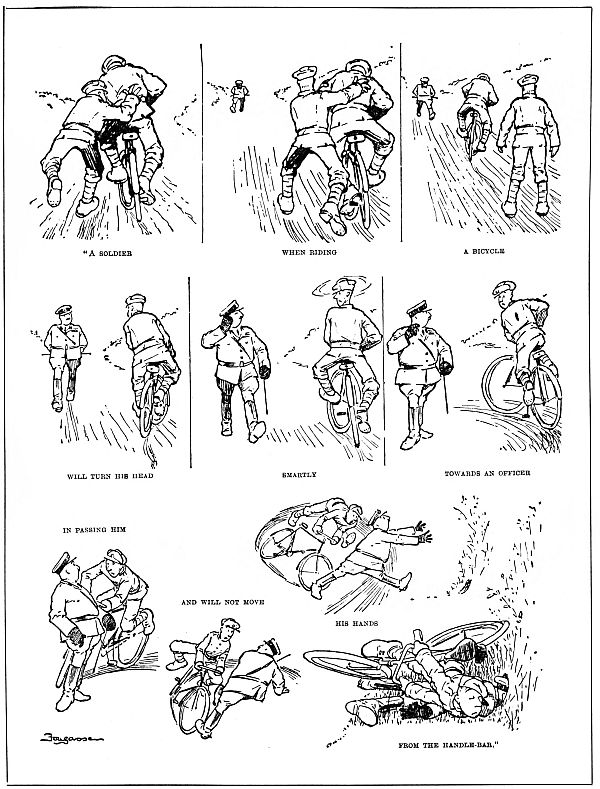 "A SOLDIER
WHEN RIDING
A BICYCLE
WILL TURN HIS HEAD
SMARTLY
TOWARDS AN OFFICER
IN PASSING HIM
AND WILL NOT MOVE
HIS HANDS
FROM THE HANDLE-BAR."
Fougasse